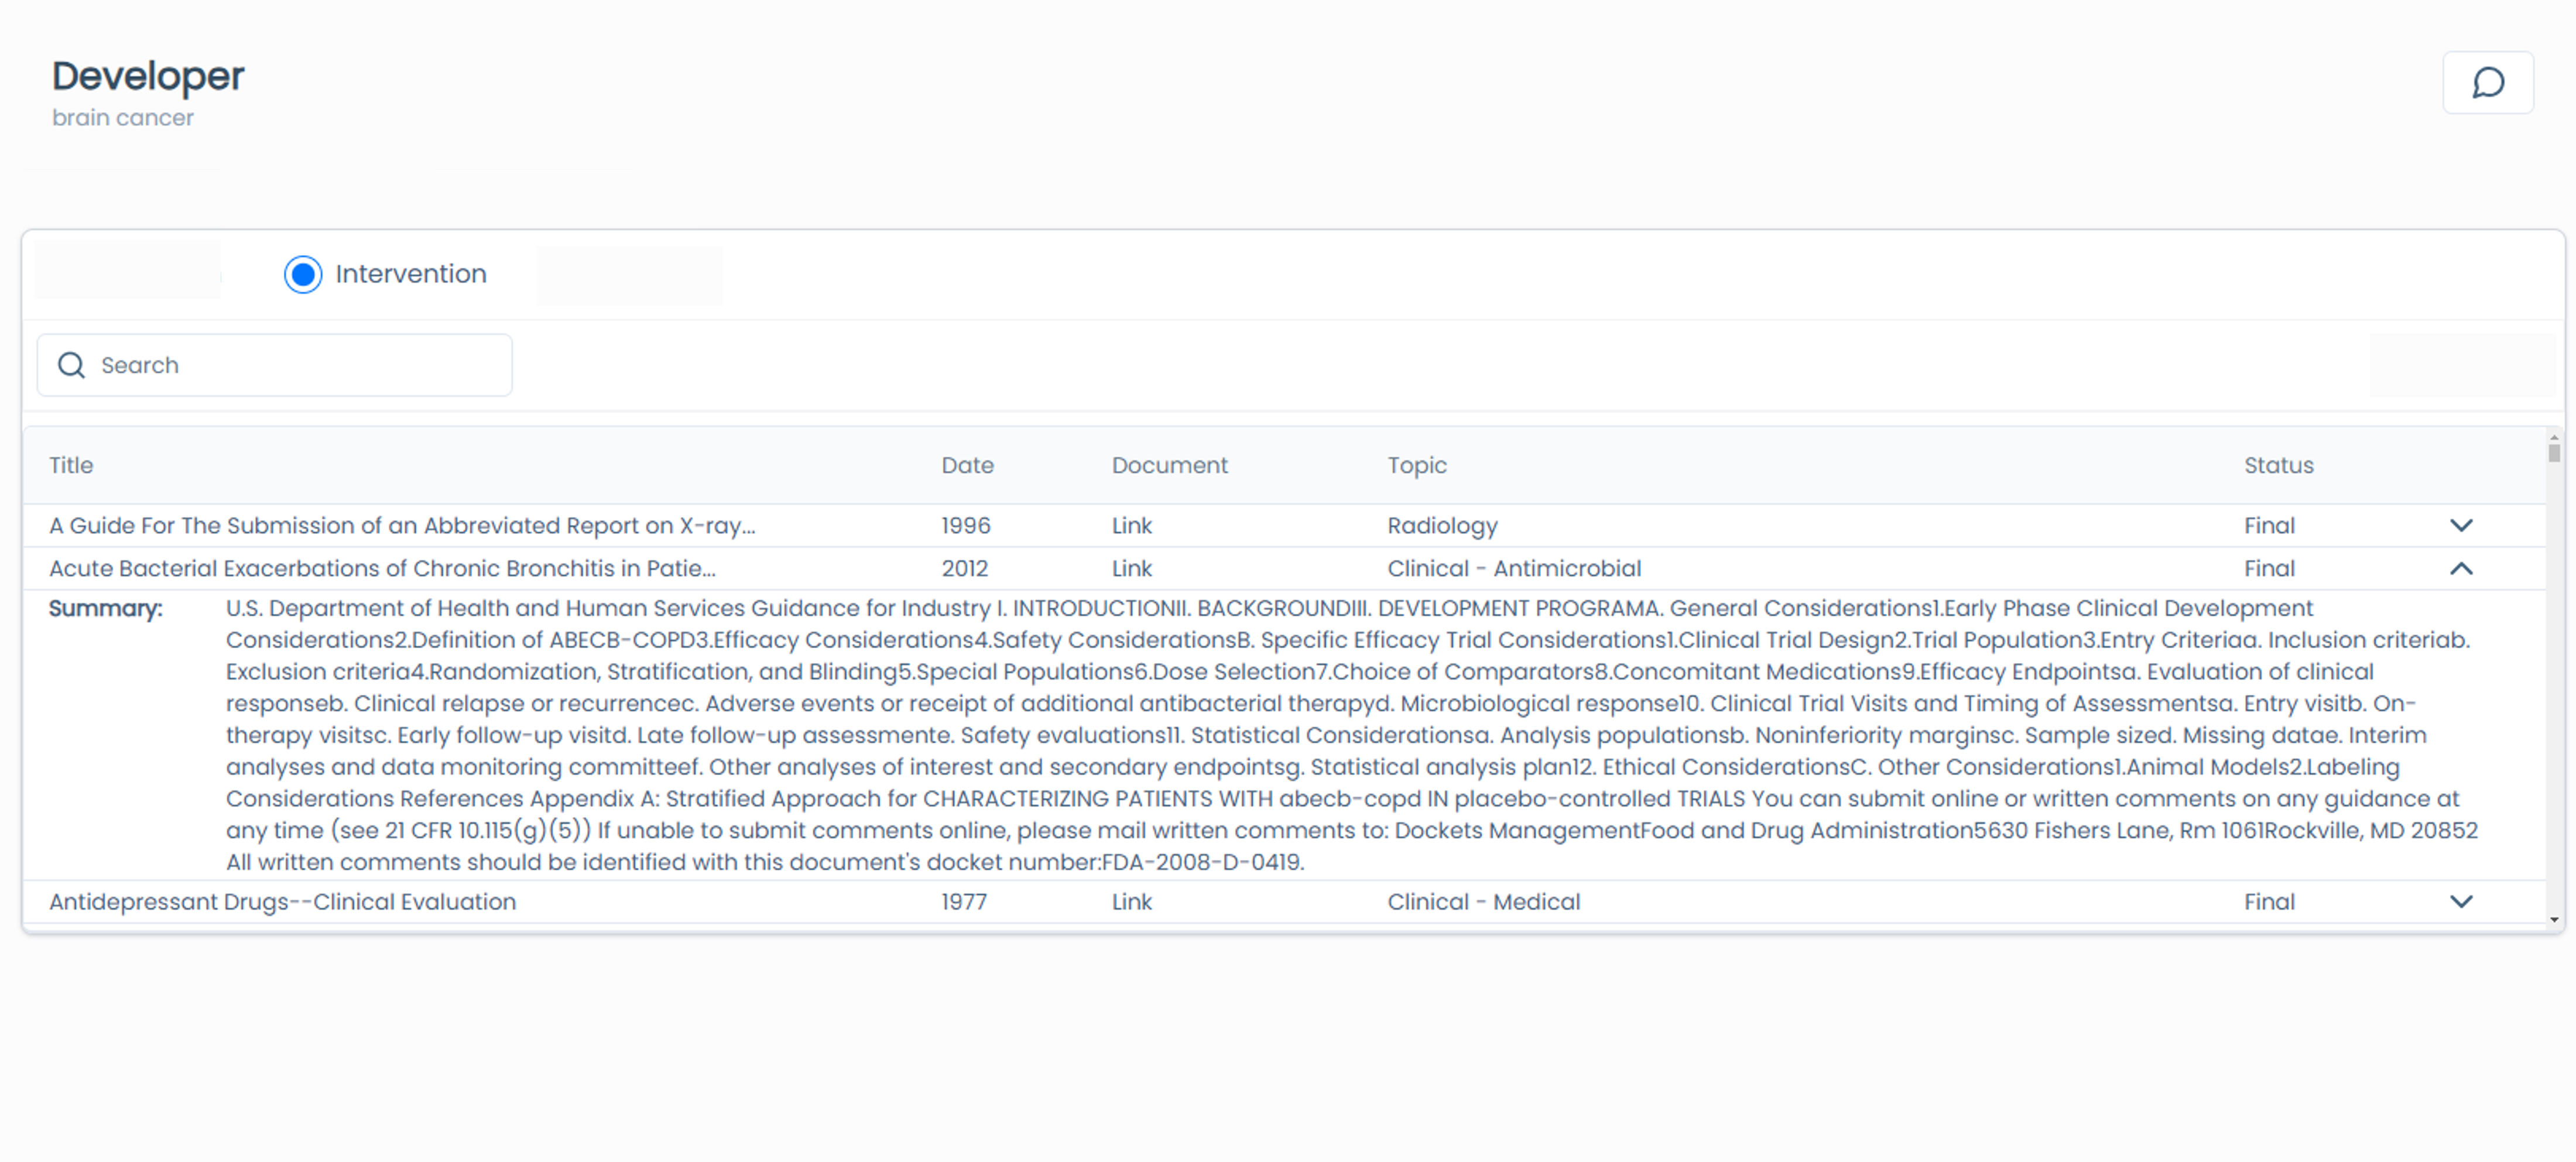 Developer
brain cancer
Intervention
Search
Title Date Document Topic Status
A Guide For The Submission of an Abbreviated Report on X-ray... 1996 Link Radiology Final
Acute Bacterial Exacerbations of Chronic Bronchitis in Patie... 2012 Link Clinical - Antimicrobial Final
Summary: U.S. Department of Health and Human Services Guidance for Industry I. INTRODUCTIONII. BACKGROUNDIII. DEVELOPMENT PROGRAMA. General Considerations1.Early Phase Clinical Development
Considerations2.Definition of ABECB-COPD3.Efficacy Considerations4.Safety ConsiderationsB. Specific Efficacy Trial Considerations1.Clinical Trial Design2.Trial Population3.Entry Criteriaa. Inclusion criteriab.
Exclusion criteria4.Randomization, Stratification, and Blinding5.Special Populations6.Dose Selection7.Choice of Comparators8.Concomitant Medications9.Efficacy Endpointsa. Evaluation of clinical
responseb. Clinical relapse or recurrencec. Adverse events or receipt of additional antibacterial therapyd. Microbiological response10. Clinical Trial Visits and Timing of Assessmentsa. Entry visitb. On-
therapy visitsc. Early follow-up visitd. Late follow-up assessmente. Safety evaluations11. Statistical Considerationsa. Analysis populationsb. Noninferiority marginsc. Sample sized. Missing datae. Interim
analyses and data monitoring committeef. Other analyses of interest and secondary endpointsg. Statistical analysis plan12. Ethical ConsiderationsC. Other Considerations1.Animal Models2.Labeling
Considerations References Appendix A: Stratified Approach for CHARACTERIZING PATIENTS WITH abecb-copd IN placebo-controlled TRIALS You can submit online or written comments on any guidance at
any time (see 21 CFR 10.115(g)(5)) If unable to submit comments online, please mail written comments to: Dockets ManagementFood and Drug Administration5630 Fishers Lane, Rm 1061Rockville, MD 20852
All written comments should be identified with this document's docket number:FDA-2008-D-0419.
Antidepressant Drugs--Clinical Evaluation 1977 Link Clinical - Medical Final